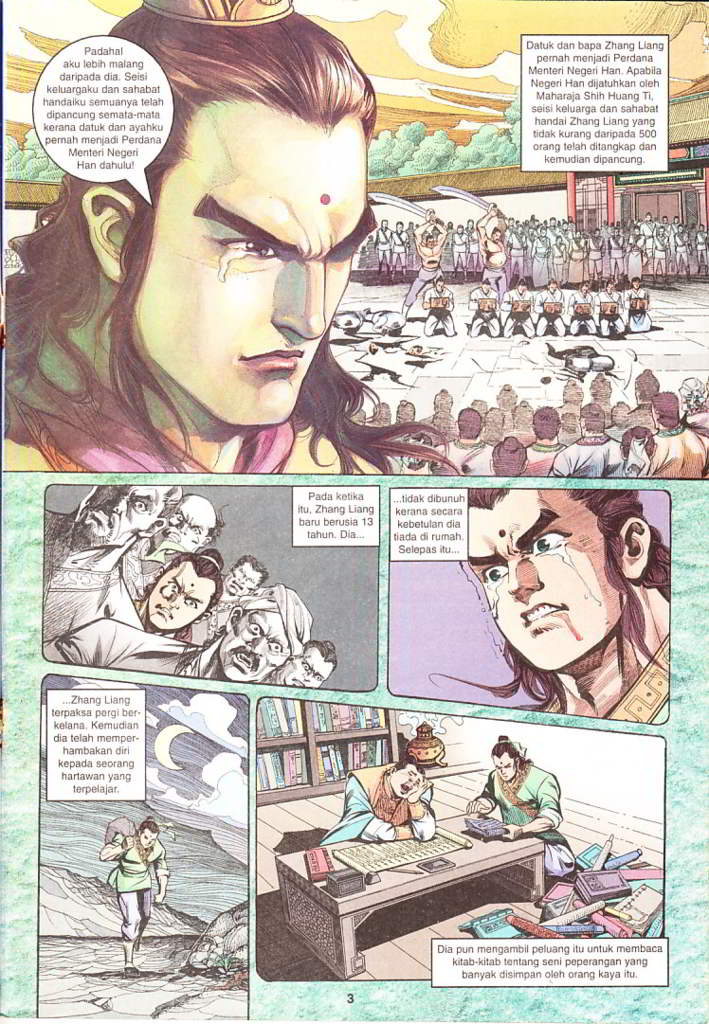 Padahal
aku lebih malang
daripada dia. Seisi
keluargaku dan sahabat
handaiku semuanya telah
dipancung semata-mata
kerana datuk dan ayahku
pernah menjadi Perdana
Menteri Negeri
Han dahulu!
Datuk dan bapa Zhang Liang
pernah menjadi Perdana
Menteri Negeri Han. Apabila
Negeri Han dijatuhkan oleh
Maharaja Shih Huang Ti,
seisi keluarga dan sahabat
handai Zhang Liang yang
tidak kurang daripada 500
orang telah ditangkap dan
kemudian dipancung.
Pada ketika
itu, Zhang Liang
baru berusia 13
tahun. Dia...
...tidak dibunuh
kerana secara
kebetulan dia
tiada di rumah.
Selepas itu...
...Zhang Liang
terpaksa pergi ber-
kelana. Kemudian
dia telah memper-
hambakan diri
kepada seorang
hartawan yang
terpelajar.
Dia pun mengambil peluang itu untuk membaca
kitab-kitab tentang seni peperangan yang
banyak disimpan oleh orang kaya itu.
3